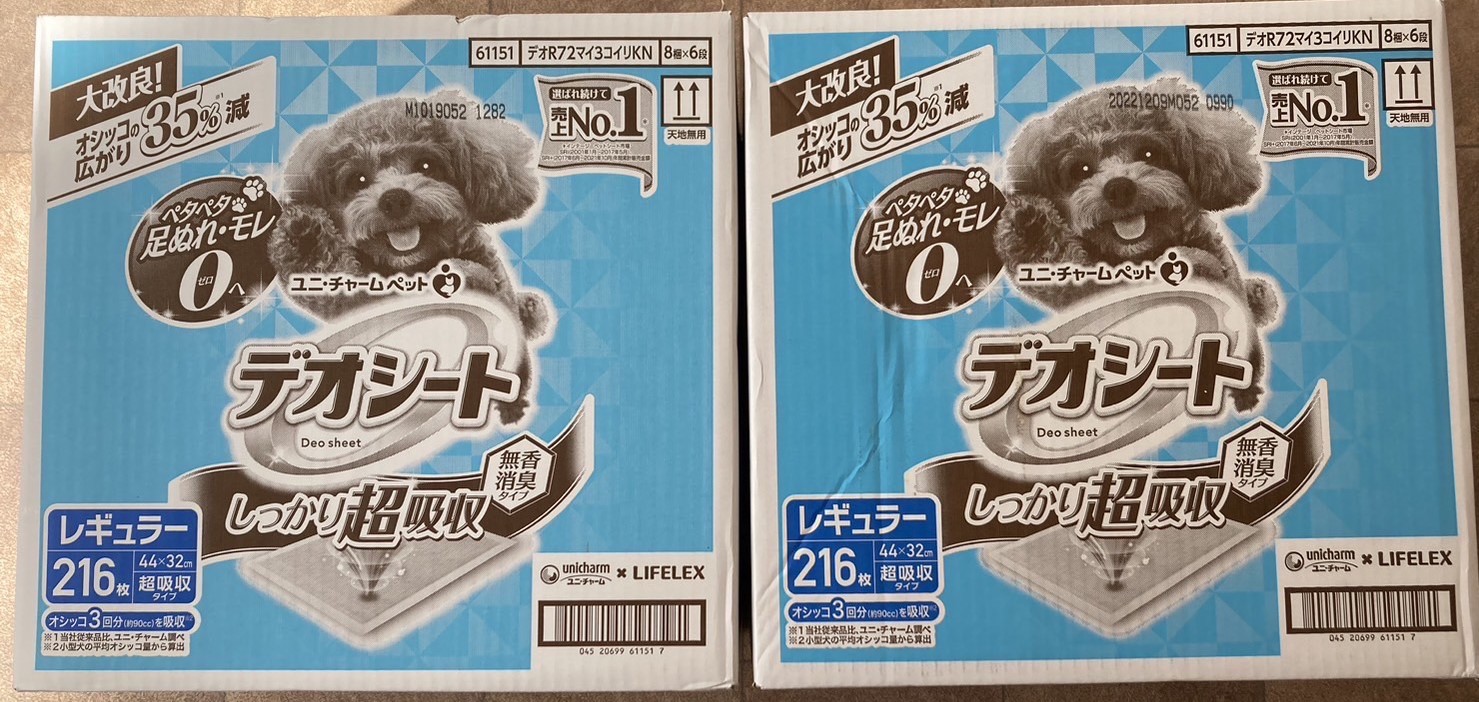 61151 デオR72マイ3コイリKN 8梱×6段
大改良!
オシッコの広がり 35%※1減
M1019052 1282
選ばれ続けて
売上No.1※
天地無用
ペタペタ
足ぬれ・モレ
0ゼロへ
ユニ・チャームペット
デオシート
Deo sheet
無香
消臭
タイプ
しっかり超吸収
レギュラー
216枚
44×32cm
超吸収
タイプ
オシッコ3回分(約90cc)を吸収※2
※1当社従来品比、ユニ・チャーム調べ
※2小型犬の平均オシッコ量から算出
unicharm
ユニ・チャーム
× LIFELEX
045 20699 61151 7
61151 デオR72マイ3コイリKN 8梱×6段
大改良!
オシッコの広がり 35%※1減
20221209M052 0990
選ばれ続けて
売上No.1※
天地無用
ペタペタ
足ぬれ・モレ
0ゼロへ
ユニ・チャームペット
デオシート
Deo sheet
無香
消臭
タイプ
しっかり超吸収
レギュラー
216枚
44×32cm
超吸収
タイプ
オシッコ3回分(約90cc)を吸収※2
※1当社従来品比、ユニ・チャーム調べ
※2小型犬の平均オシッコ量から算出
unicharm
ユニ・チャーム
× LIFELEX
045 20699 61151 7